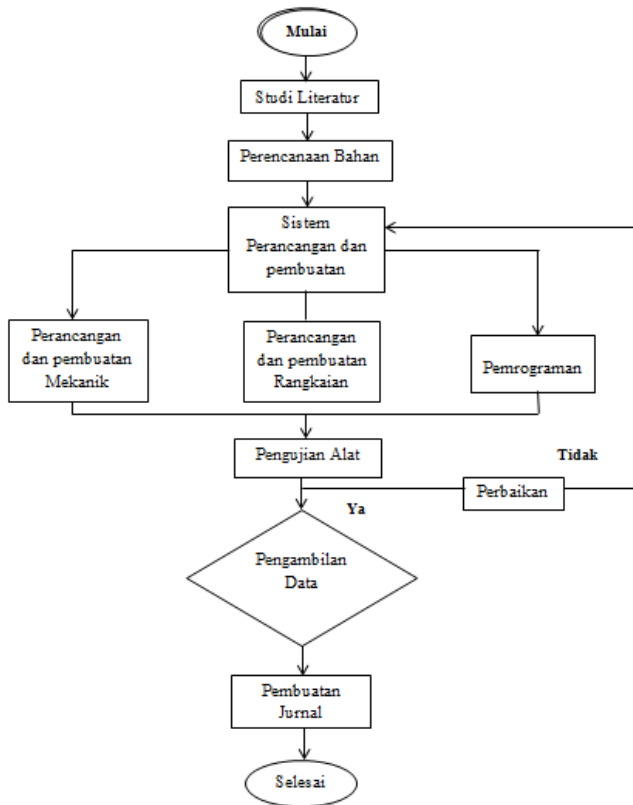 Mulai
Studi Literatur
Perencanaan Bahan
Sistem
Perancangan dan
pembuatan
Perancangan
dan pembuatan
Mekanik
Perancangan
dan pembuatan
Rangkaian
Pemrograman
Pengujian Alat
Tidak
Perbaikan
Ya
Pengambilan
Data
Pembuatan
Jurnal
Selesai